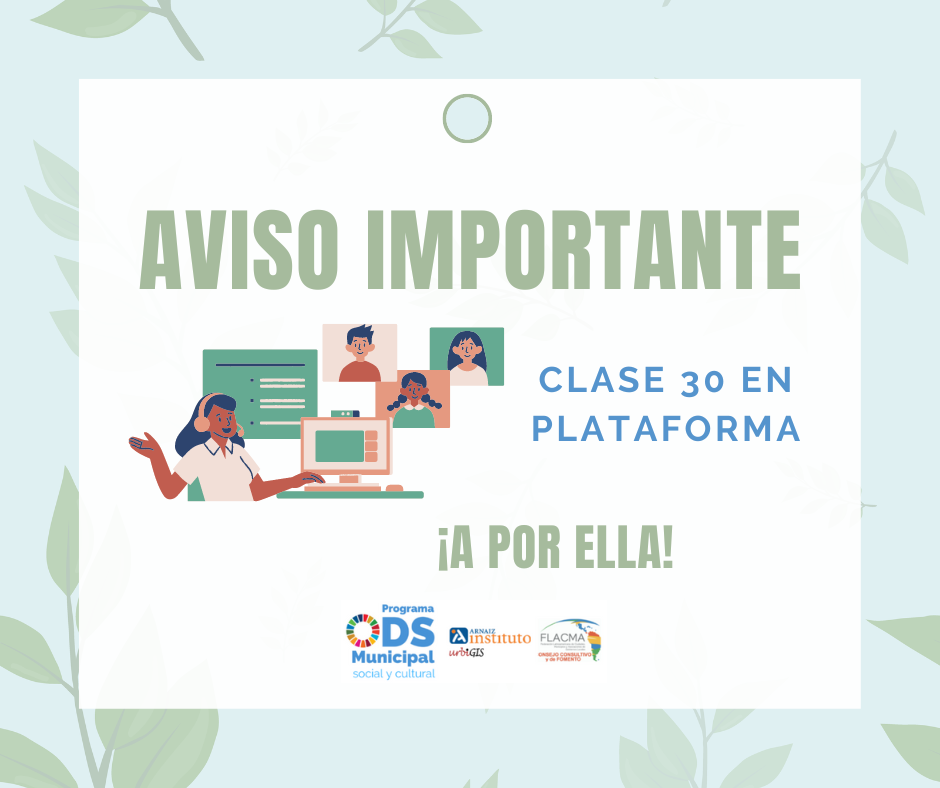 AVISO IMPORTANTE
CLASE 30 EN
PLATAFORMA
¡A POR ELLA!
Programa
ODS
Municipal
social y cultural
ARNAIZ
instituto
urbiGIS
FLACMA
CONSEJO CONSULTIVO
y de FOMENTO